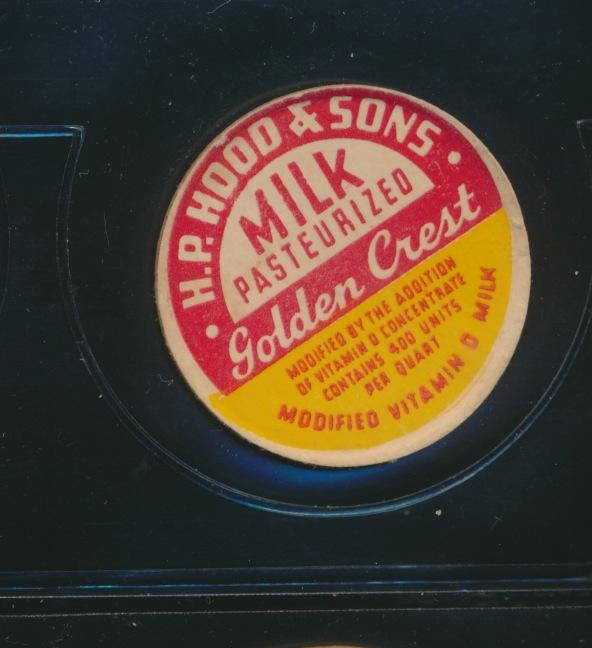 H.P. HOOD & SONS
MILK
PASTEURIZED
Golden Crest
MODIFIED BY THE ADDITION
OF VITAMIN D CONCENTRATE
CONTAINS 400 UNITS
PER QUART
MODIFIED VITAMIN D MILK